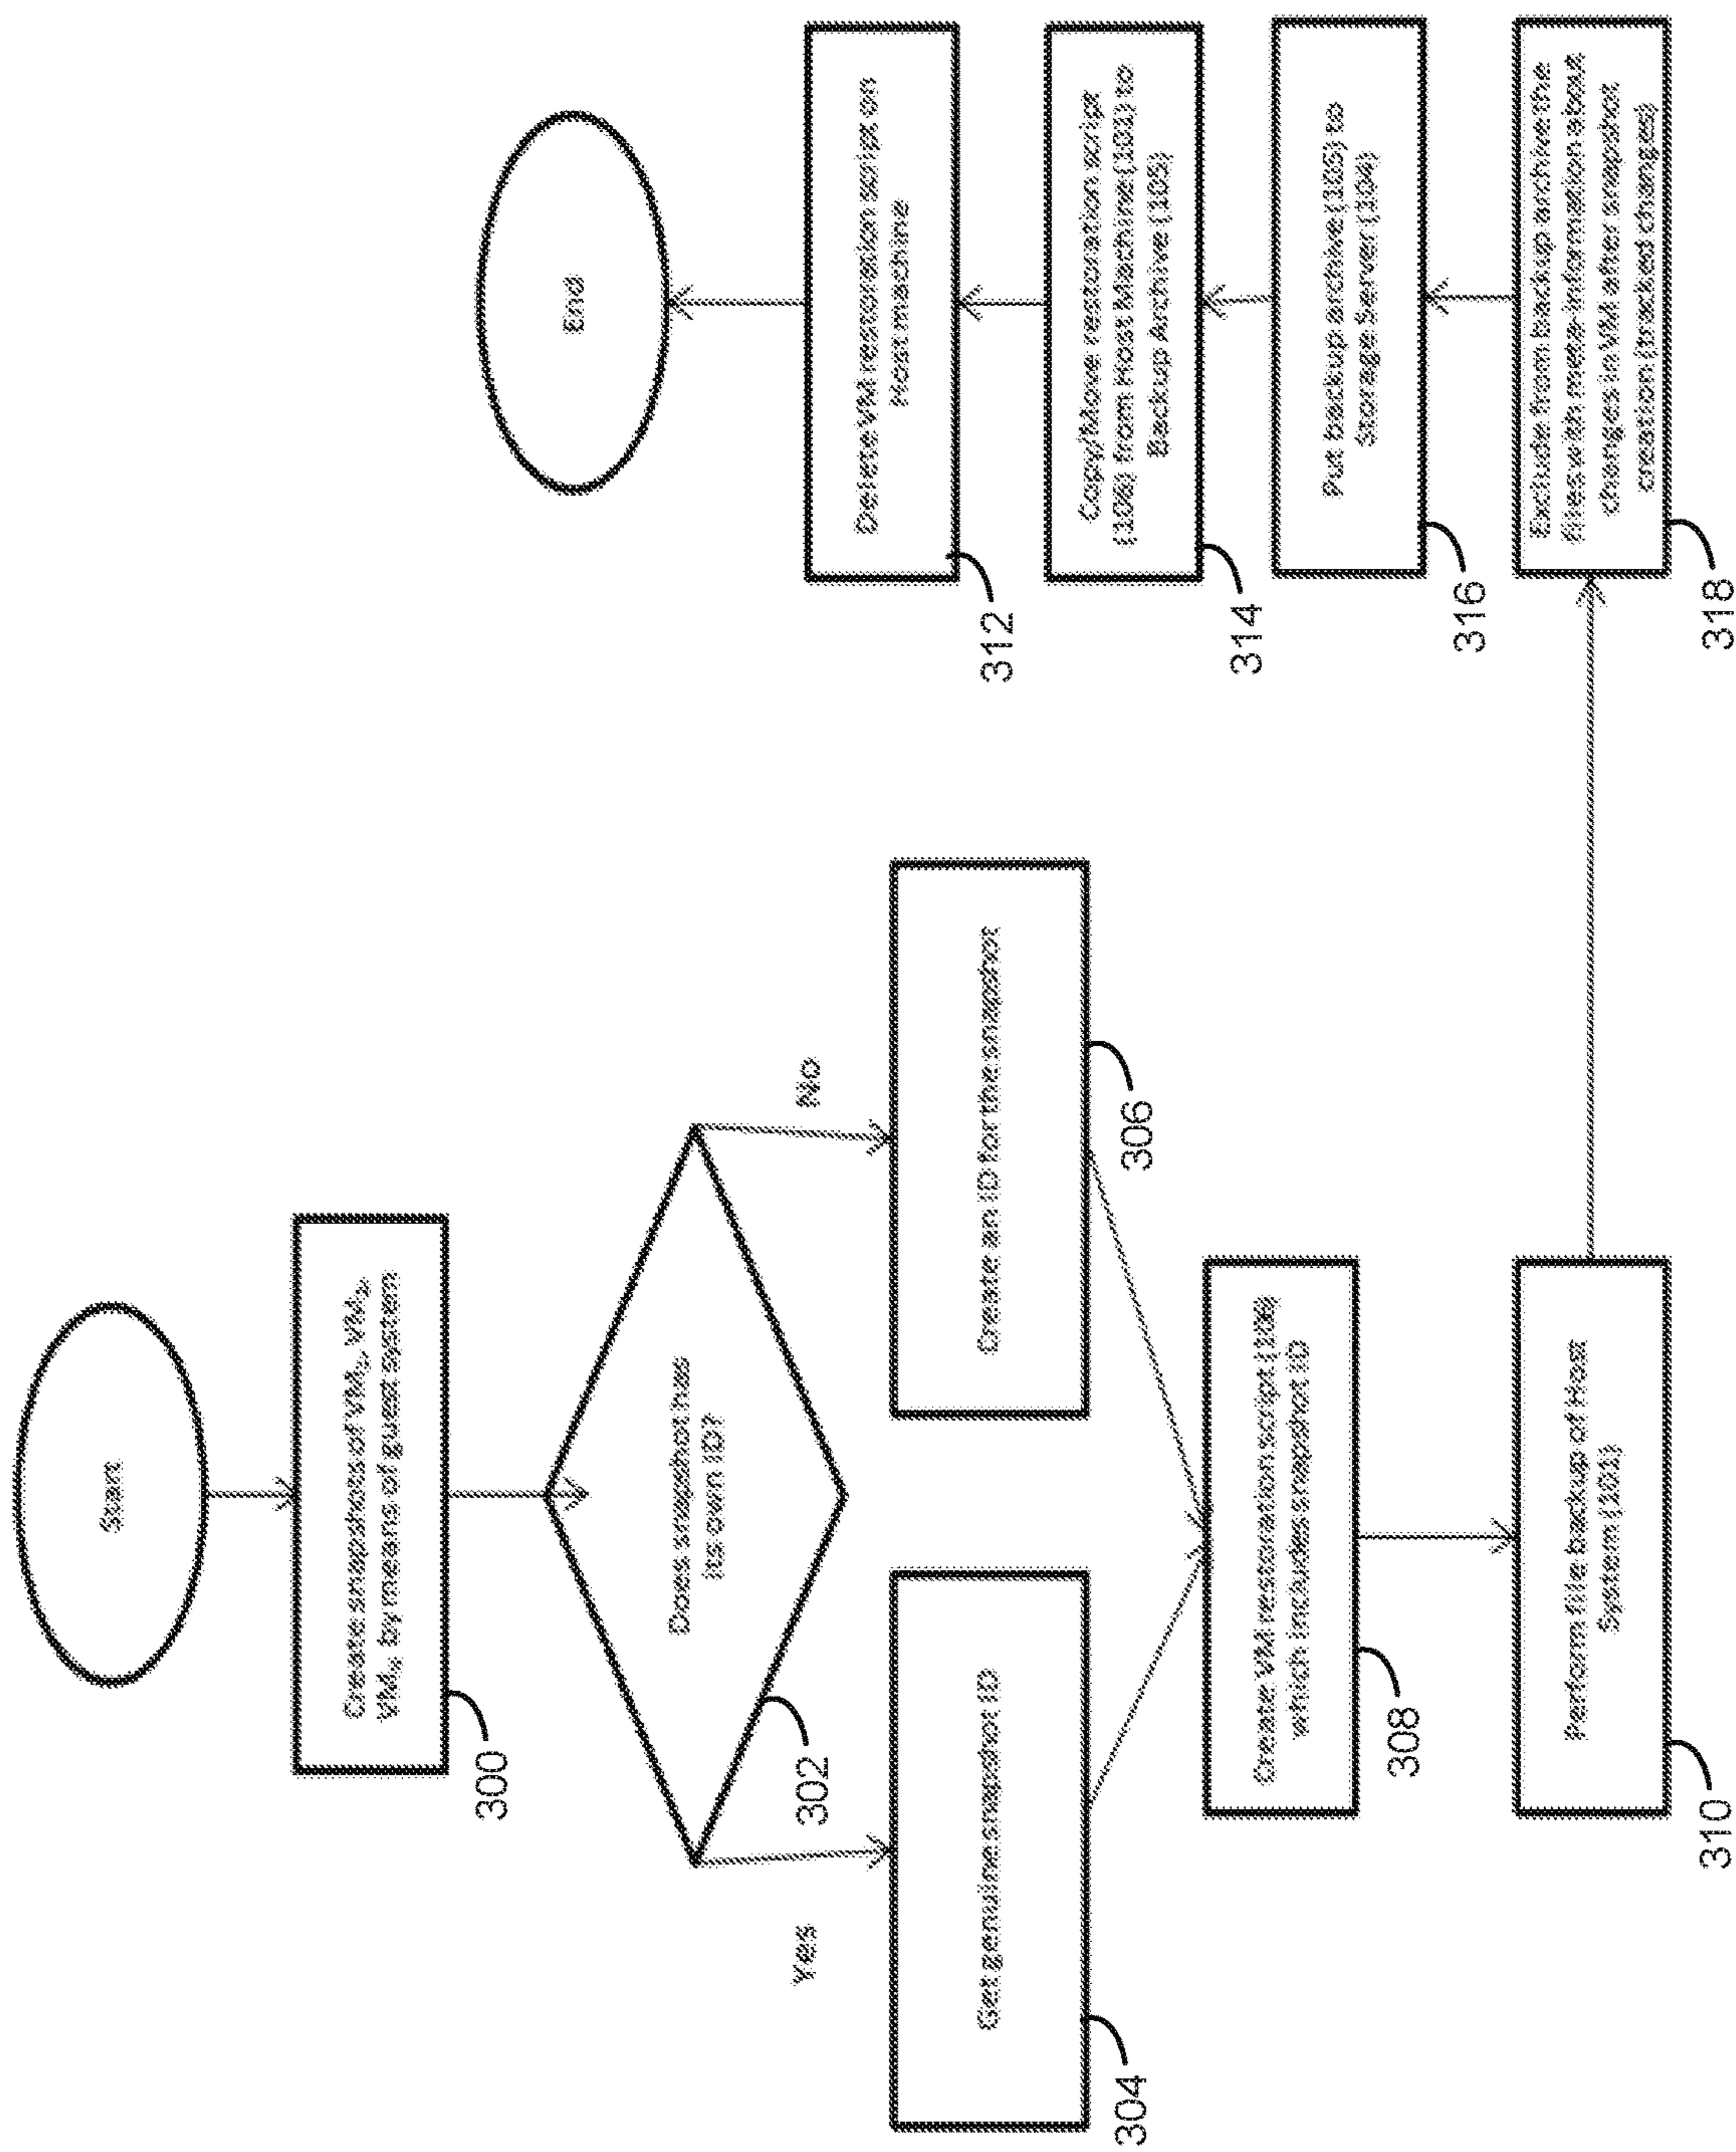 Start
Create snapshots of VM₁, VM₂,
VMₙ by means of guest system
300
Does snapshot has
its own ID?
302
Yes
No
Get genuine snapshot ID
304
Create an ID for the snapshot
306
Create VM restoration script (106)
which includes snapshot ID
308
Perform file backup of Host
System (101)
310
Exclude from backup archive the
files with meta-information about
changes in VM after snapshot
creation (tracked changes)
318
Put backup archive (105) to
Storage Server (104)
316
Copy/Move restoration script
(106) from Host Machine (101) to
Backup Archive (105)
314
Delete VM restoration script on
Host machine
312
End